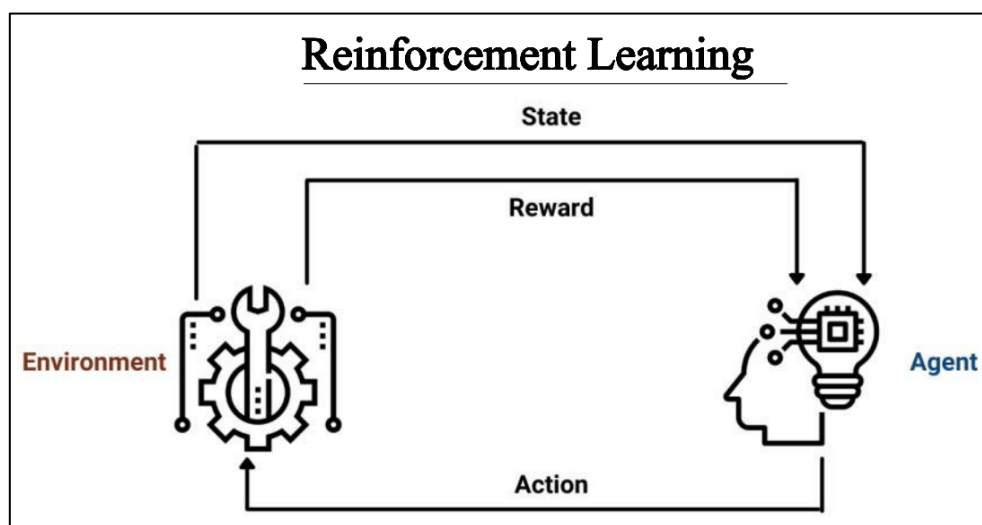 Reinforcement Learning
State
Reward
Environment
Agent
Action